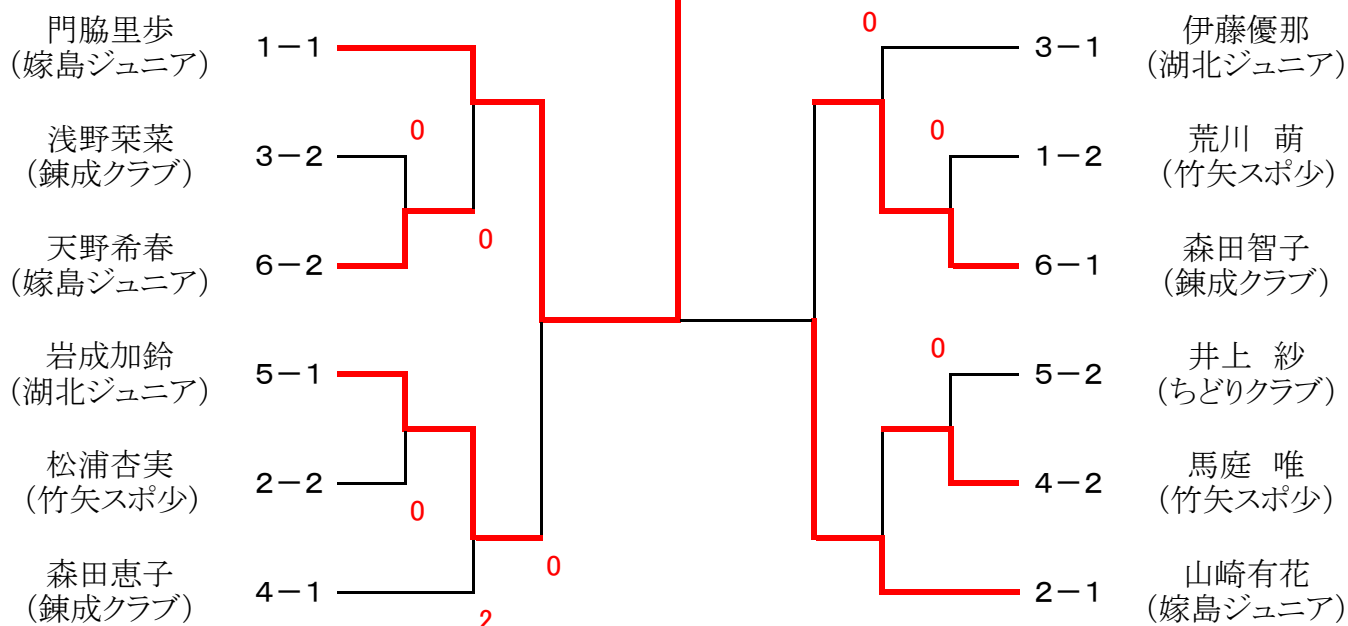 門脇里歩
(嫁島ジュニア)
1-1
0
浅野栞菜
(錬成クラブ)
3-2
0
天野希春
(嫁島ジュニア)
6-2
岩成加鈴
(湖北ジュニア)
5-1
松浦杏実
(竹矢スポ少)
2-2
0
0
森田恵子
(錬成クラブ)
4-1
2
0
3-1
伊藤優那
(湖北ジュニア)
0
1-2
荒川 萌
(竹矢スポ少)
6-1
森田智子
(錬成クラブ)
0
5-2
井上 紗
(ちどりクラブ)
4-2
馬庭 唯
(竹矢スポ少)
2-1
山崎有花
(嫁島ジュニア)